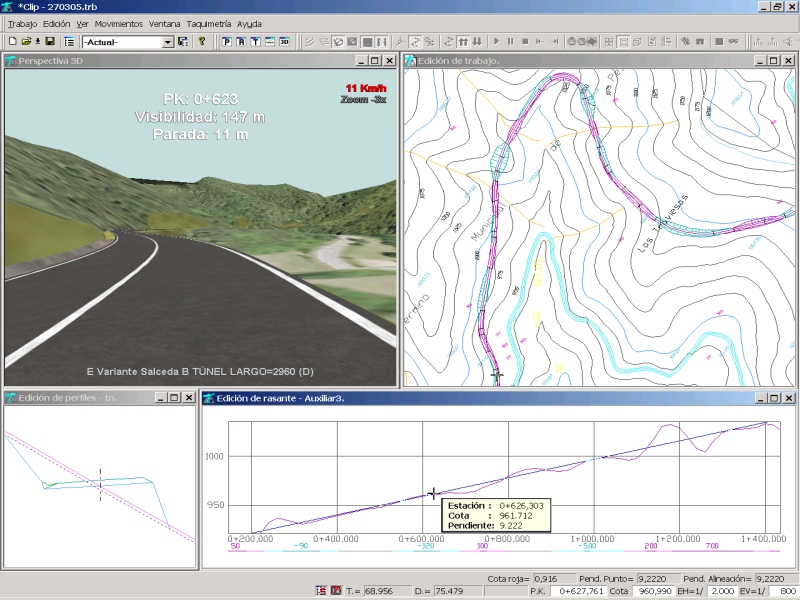 *Clip - 270305.trb
Trabajo Edición Ver Movimientos Ventana Taquimetría Ayuda
-Actual-
Perspectiva 3D
Edición de trabajo.
PK: 0+623
Visibilidad: 147 m
Parada: 11 m
11 Km/h
Zoom -3x
E Variante Salceda B TÚNEL LARGO=2960 (D)
de
Municipal
Las Traviesas
Edición de perfiles - tn.
Edición de rasante - Auxiliar3.
1000
950
Estación : 0+626,303
Cota : 961.712
Pendiente: 9.222
0+200,000 0+400,000 0+600,000 0+800,000 1+000,000 1+200,000 1+400,000
50 -90 -120 100 -500 200 700
Cota roja= 0,916 Pend. Punto= 9,2220 Pend. Alineación= 9,2220
T.= 68.956 D.= 75.479 P.K. 0+627,761 Cota 960,990 EH=1/ 2.000 EV=1/ 800